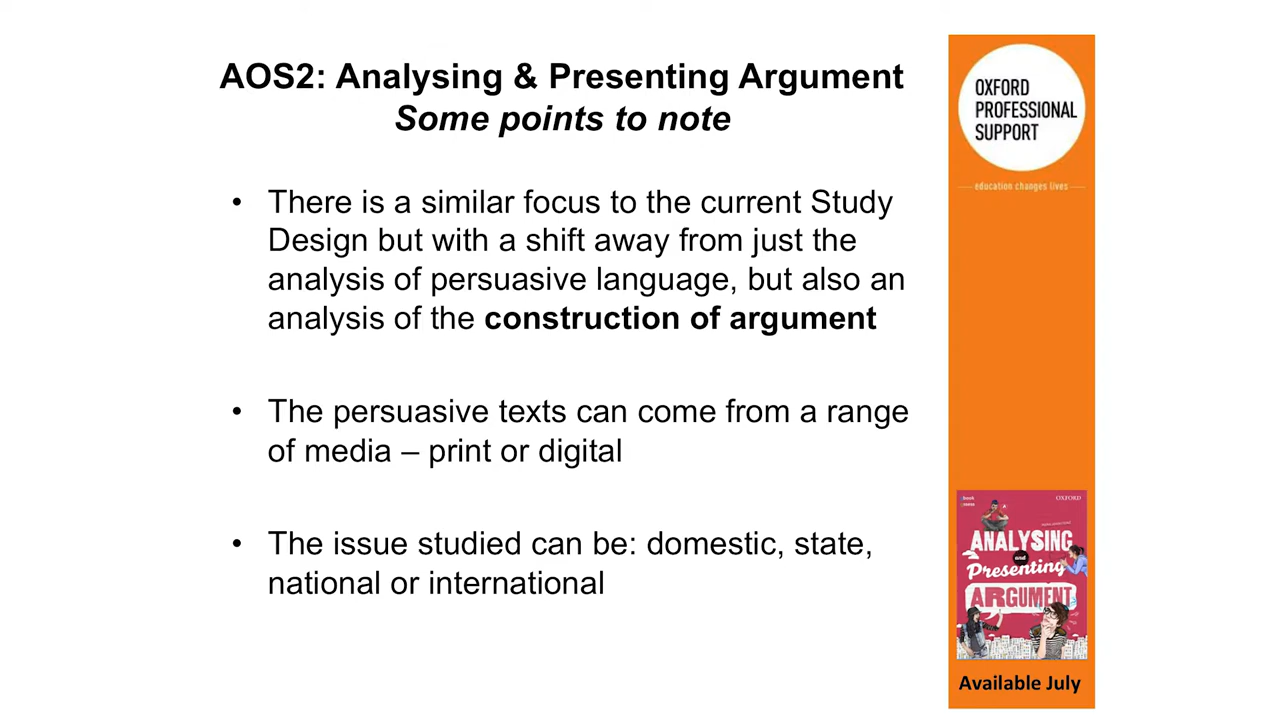 AOS2: Analysing & Presenting Argument
Some points to note
• There is a similar focus to the current Study
Design but with a shift away from just the
analysis of persuasive language, but also an
analysis of the construction of argument
• The persuasive texts can come from a range
of media – print or digital
• The issue studied can be: domestic, state,
national or international
OXFORD
PROFESSIONAL
SUPPORT
education changes lives
OXFORD
ANALYSING
and
Presenting
ARGUMENT
Available July